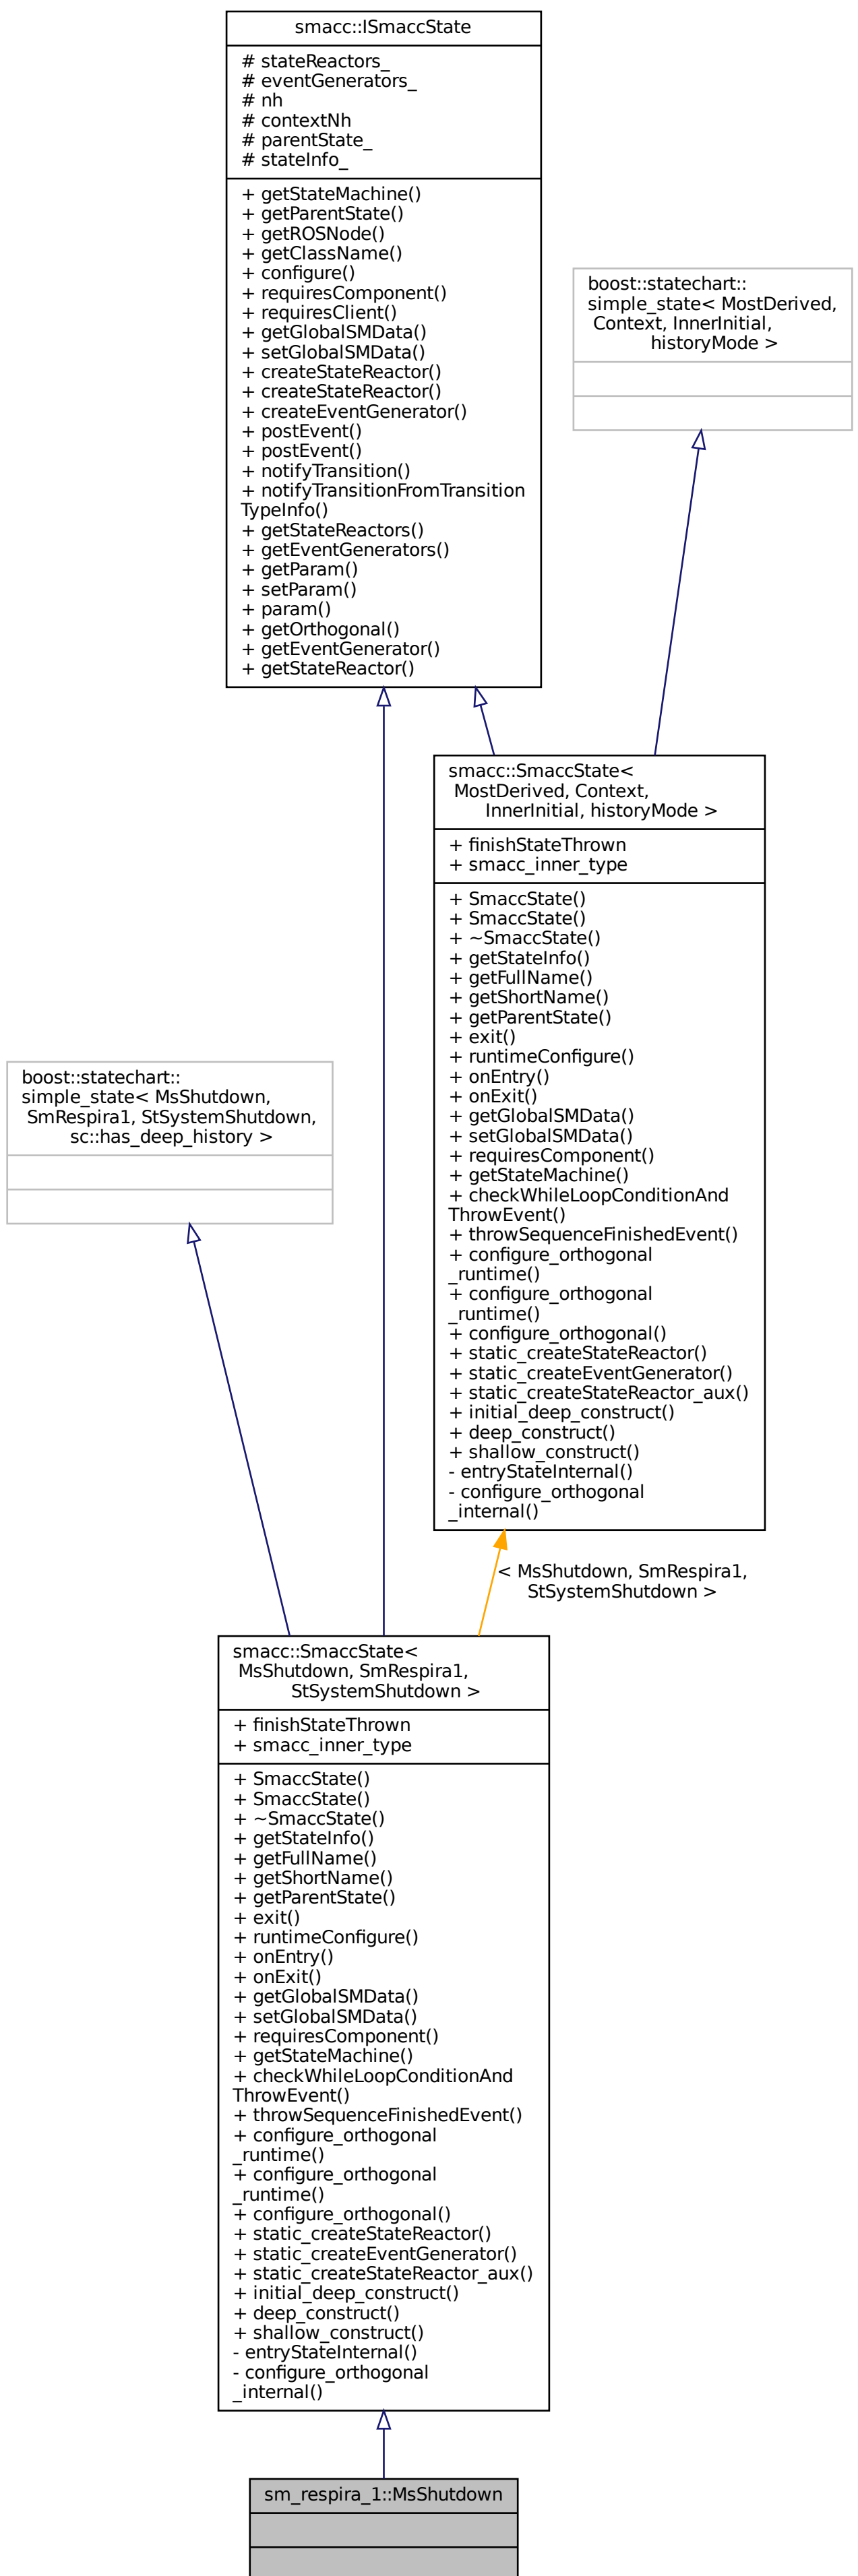 smacc::ISmaccState
# stateReactors_
# eventGenerators_
# nh
# contextNh
# parentState_
# stateInfo_
+ getStateMachine()
+ getParentState()
+ getROSNode()
+ getClassName()
+ configure()
+ requiresComponent()
+ requiresClient()
+ getGlobalSMData()
+ setGlobalSMData()
+ createStateReactor()
+ createStateReactor()
+ createEventGenerator()
+ postEvent()
+ postEvent()
+ notifyTransition()
+ notifyTransitionFromTransition
TypeInfo()
+ getStateReactors()
+ getEventGenerators()
+ getParam()
+ setParam()
+ param()
+ getOrthogonal()
+ getEventGenerator()
+ getStateReactor()
boost::statechart::
simple_state< MostDerived,
Context, InnerInitial,
historyMode >
smacc::SmaccState<
MostDerived, Context,
InnerInitial, historyMode >
+ finishStateThrown
+ smacc_inner_type
+ SmaccState()
+ SmaccState()
+ ~SmaccState()
+ getStateInfo()
+ getFullName()
+ getShortName()
+ getParentState()
+ exit()
+ runtimeConfigure()
+ onEntry()
+ onExit()
+ getGlobalSMData()
+ setGlobalSMData()
+ requiresComponent()
+ getStateMachine()
+ checkWhileLoopConditionAnd
ThrowEvent()
+ throwSequenceFinishedEvent()
+ configure_orthogonal
_runtime()
+ configure_orthogonal
_runtime()
+ configure_orthogonal()
+ static_createStateReactor()
+ static_createEventGenerator()
+ static_createStateReactor_aux()
+ initial_deep_construct()
+ deep_construct()
+ shallow_construct()
- entryStateInternal()
- configure_orthogonal
_internal()
boost::statechart::
simple_state< MsShutdown,
SmRespira1, StSystemShutdown,
sc::has_deep_history >
< MsShutdown, SmRespira1,
StSystemShutdown >
smacc::SmaccState<
MsShutdown, SmRespira1,
StSystemShutdown >
+ finishStateThrown
+ smacc_inner_type
+ SmaccState()
+ SmaccState()
+ ~SmaccState()
+ getStateInfo()
+ getFullName()
+ getShortName()
+ getParentState()
+ exit()
+ runtimeConfigure()
+ onEntry()
+ onExit()
+ getGlobalSMData()
+ setGlobalSMData()
+ requiresComponent()
+ getStateMachine()
+ checkWhileLoopConditionAnd
ThrowEvent()
+ throwSequenceFinishedEvent()
+ configure_orthogonal
_runtime()
+ configure_orthogonal
_runtime()
+ configure_orthogonal()
+ static_createStateReactor()
+ static_createEventGenerator()
+ static_createStateReactor_aux()
+ initial_deep_construct()
+ deep_construct()
+ shallow_construct()
- entryStateInternal()
- configure_orthogonal
_internal()
sm_respira_1::MsShutdown